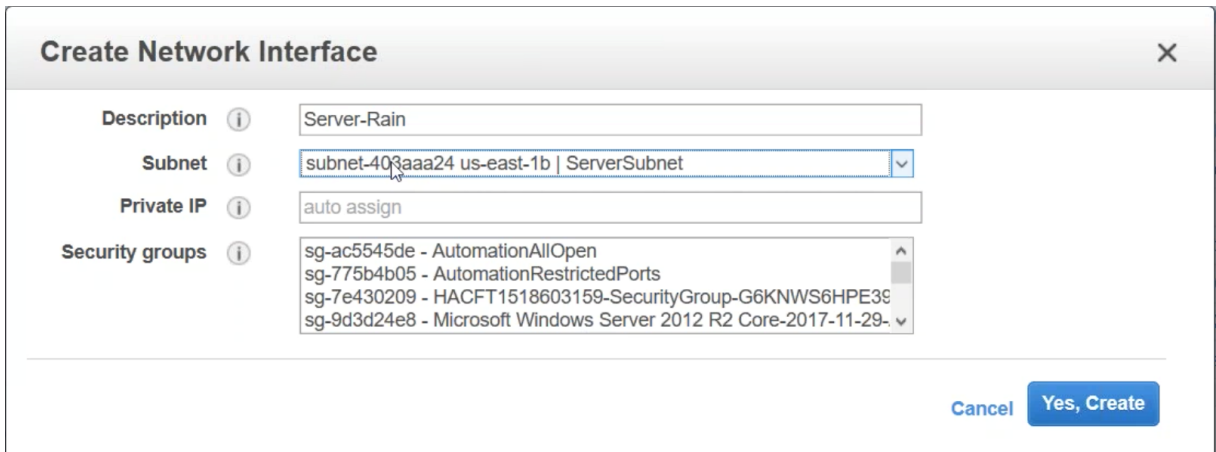 Create Network Interface
Description i Server-Rain
Subnet i subnet-403aaa24 us-east-1b | ServerSubnet
Private IP i auto assign
Security groups i sg-ac5545de - AutomationAllOpen
sg-775b4b05 - AutomationRestrictedPorts
sg-7e430209 - HACFT1518603159-SecurityGroup-G6KNWS6HPE39
sg-9d3d24e8 - Microsoft Windows Server 2012 R2 Core-2017-11-29-
Cancel Yes, Create